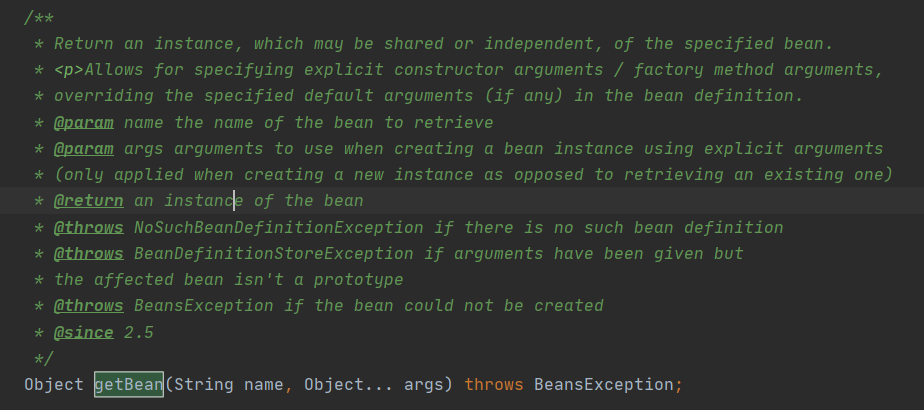 /**
* Return an instance, which may be shared or independent, of the specified bean.
* <p>Allows for specifying explicit constructor arguments / factory method arguments,
* overriding the specified default arguments (if any) in the bean definition.
* @param name the name of the bean to retrieve
* @param args arguments to use when creating a bean instance using explicit arguments
* (only applied when creating a new instance as opposed to retrieving an existing one)
* @return an instance of the bean
* @throws NoSuchBeanDefinitionException if there is no such bean definition
* @throws BeanDefinitionStoreException if arguments have been given but
* the affected bean isn't a prototype
* @throws BeansException if the bean could not be created
* @since 2.5
*/
Object getBean(String name, Object... args) throws BeansException;